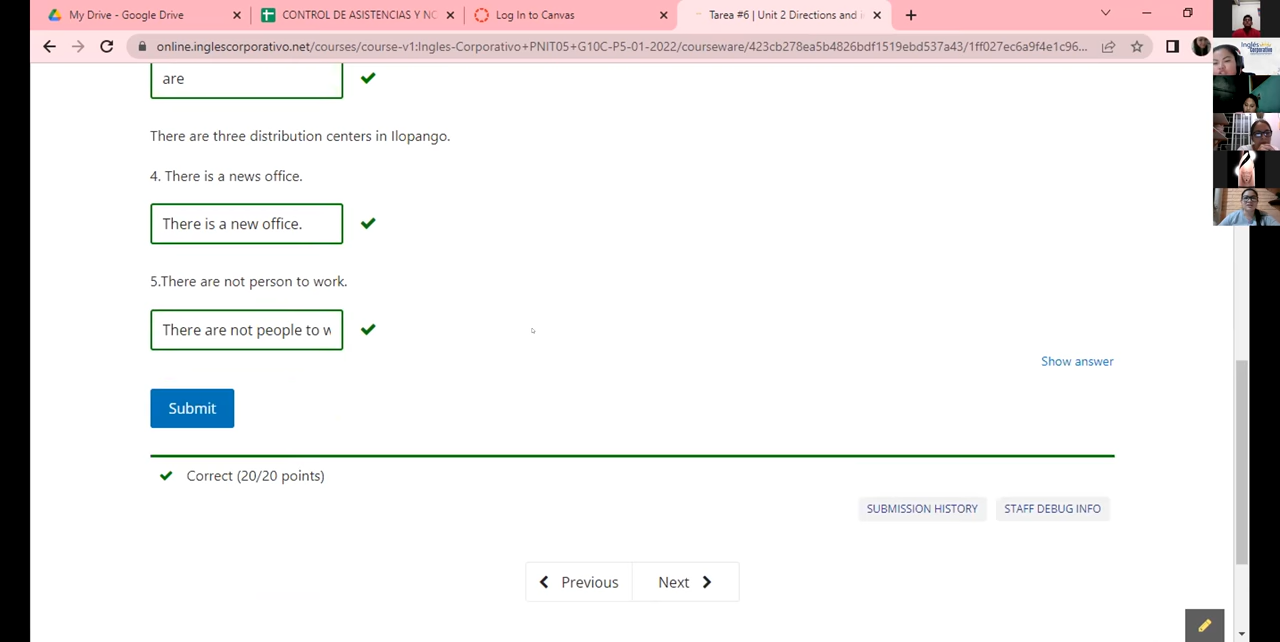 My Drive - Google Drive
CONTROL DE ASISTENCIAS Y NO
Log In to Canvas
Tarea #6 | Unit 2 Directions and i
online.inglescorporativo.net/courses/course-v1:Ingles-Corporativo+PNIT05+G10C-P5-01-2022/courseware/423cb278ea5b4826bdf1519ebd537a43/1ff027ec6a9f4e1c96...
are
There are three distribution centers in Ilopango.
4. There is a news office.
There is a new office.
5.There are not person to work.
There are not people to w
Show answer
Submit
Correct (20/20 points)
SUBMISSION HISTORY
STAFF DEBUG INFO
Previous
Next